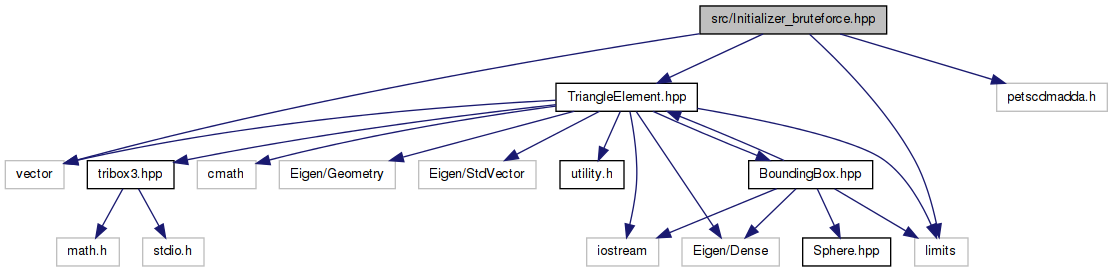 src/Initializer_bruteforce.hpp
TriangleElement.hpp
petscdmadda.h
vector
tribox3.hpp
cmath
Eigen/Geometry
Eigen/StdVector
utility.h
BoundingBox.hpp
math.h
stdio.h
iostream
Eigen/Dense
Sphere.hpp
limits